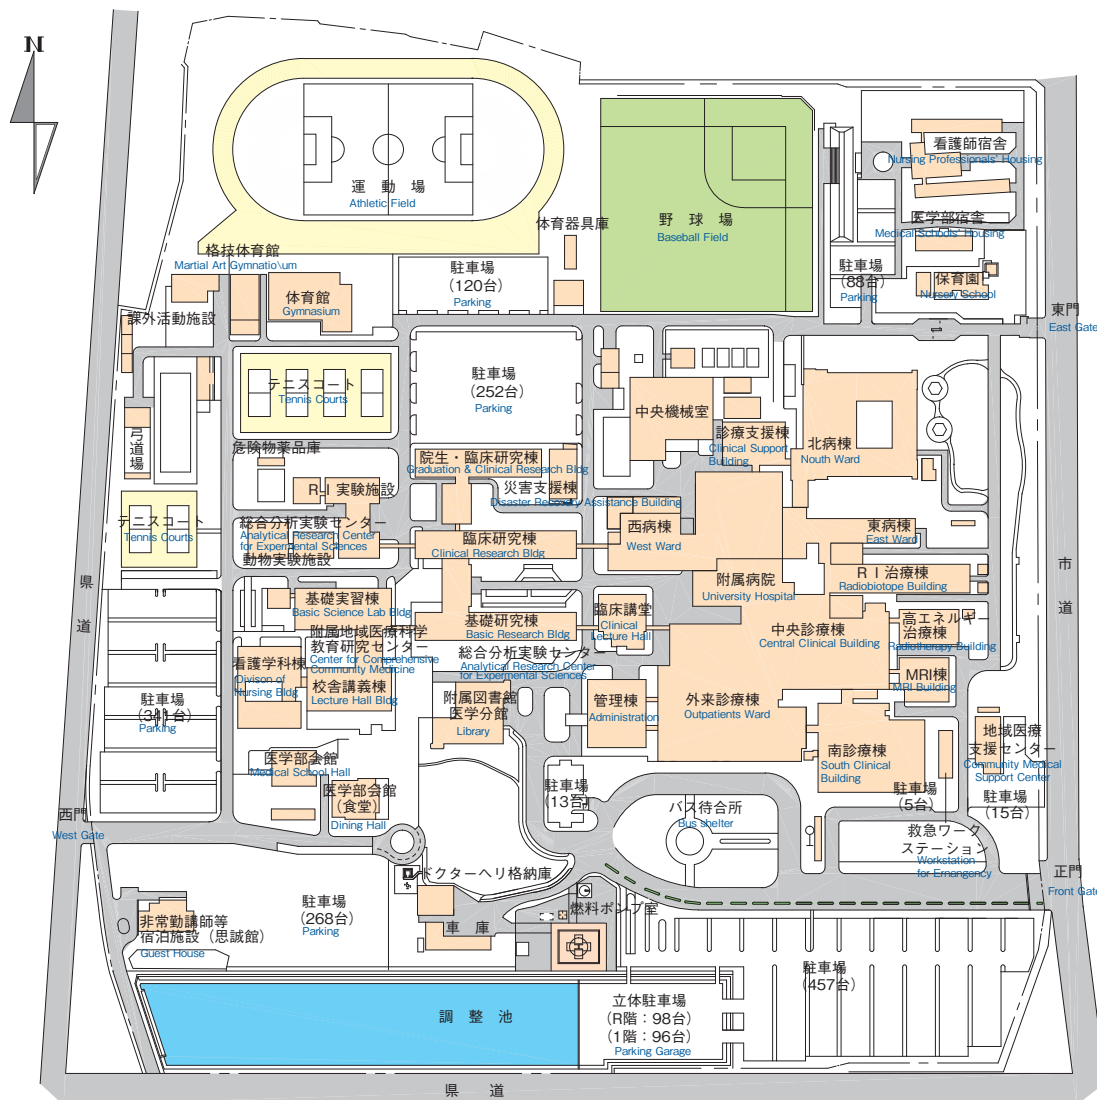 N
運 動 場
Athletic Field
野 球 場
Baseball Field
体育器具庫
看護師宿舎
Nursing Professionals' Housing
医学部宿舎
Medical Schools' Housing
駐車場
(88台)
Parking
保育園
Nursery School
東門
East Gate
格技体育館
Martial Art Gymnatio\um
体育館
Gymnasium
駐車場
(120台)
Parking
課外活動施設
テニスコート
Tennis Courts
駐車場
(252台)
Parking
中央機械室
診療支援棟
Clinical Support
Building
北病棟
Nouth Ward
弓道場
危険物薬品庫
院生・臨床研究棟
Graduation & Clinical Research Bldg
災害支援棟
Disaster Recovery Assistance Building
R-I 実験施設
テニスコート
Tennis Courts
総合分析実験センター
Analytical Research Center
for Expermental Sciences
動物実験施設
臨床研究棟
Clinical Research Bldg
西病棟
West Ward
東病棟
East Ward
附属病院
University Hospital
RI治療棟
Radiobiotope Building
県道
市道
基礎実習棟
Basic Science Lab Bldg
基礎研究棟
Basic Research Bldg
臨床講堂
Clinical
Lecture Hall
中央診療棟
Central Clinical Building
高エネルギー
治療棟
Radiotherapy Building
附属地域医療科学
教育研究センター
Center for Comprehensive
Community Medicine
総合分析実験センター
Analytical Research Center
for Expermental Sciences
看護学科棟
Divison of
Nursing Bldg
校舎講義棟
Lecture Hall Bldg
MRI棟
MRI Building
駐車場
(341台)
Parking
附属図書館
医学分館
Library
管理棟
Administration
外来診療棟
Outpatients Ward
南診療棟
South Clinical
Building
地域医療
支援センター
Community Medical
Support Center
医学部会館
Medical School Hall
医学部会館
(食堂)
Dining Hall
駐車場
(13台)
バス待合所
Bus shelter
駐車場
(5台)
駐車場
(15台)
救急ワーク
ステーション
Workstation
for Ernangency
西門
West Gate
正門
Front Gate
ドクターヘリ格納庫
燃料ポンプ室
駐車場
(268台)
Parking
車 庫
非常勤講師等
宿泊施設(思誠館)
Guest House
駐車場
(457台)
調 整 池
立体駐車場
(R階:98台)
(1階:96台)
Parking Garage
県 道